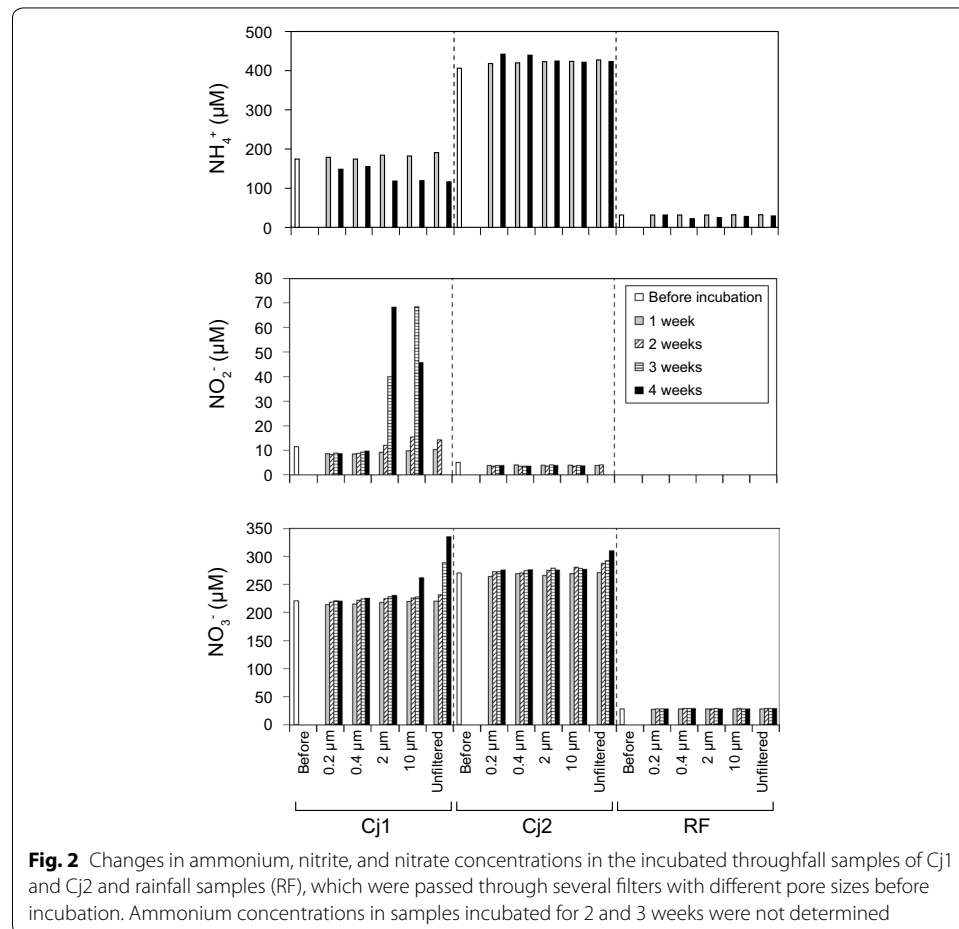 500
400
300
200
100
0
NH₄⁺ (µM)
80
70
60
50
40
30
20
10
0
NO₂⁻ (µM)
Before incubation
1 week
2 weeks
3 weeks
4 weeks
350
300
250
200
150
100
50
0
NO₃⁻ (µM)
Before
0.2 µm
0.4 µm
2 µm
10 µm
Unfiltered
Before
0.2 µm
0.4 µm
2 µm
10 µm
Unfiltered
Before
0.2 µm
0.4 µm
2 µm
10 µm
Unfiltered
Cj1 Cj2 RF
Fig. 2 Changes in ammonium, nitrite, and nitrate concentrations in the incubated throughfall samples of Cj1
and Cj2 and rainfall samples (RF), which were passed through several filters with different pore sizes before
incubation. Ammonium concentrations in samples incubated for 2 and 3 weeks were not determined